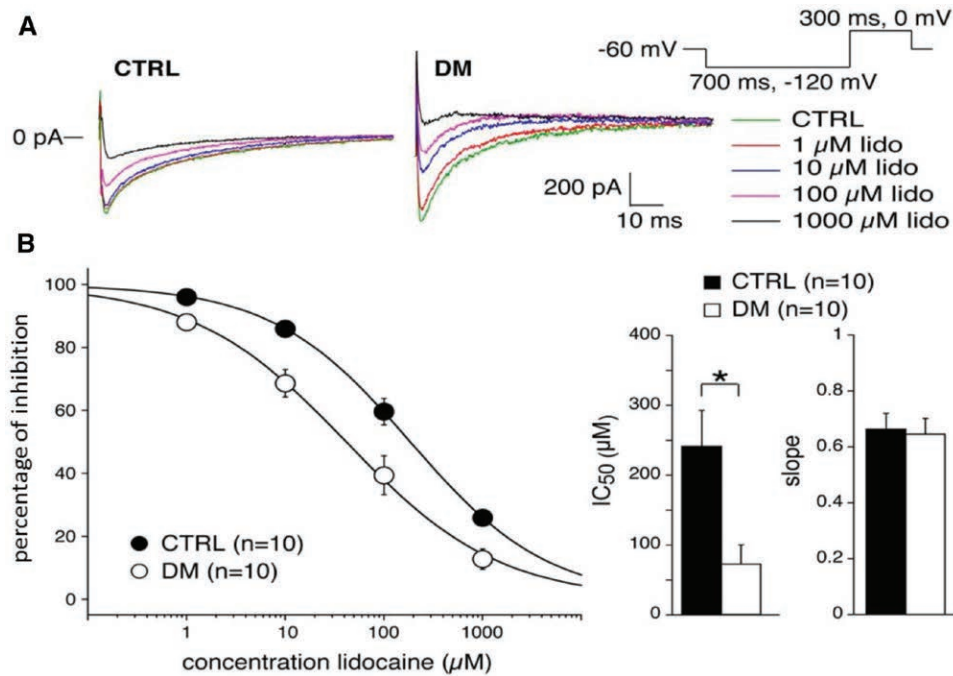 A
CTRL
DM
300 ms, 0 mV
-60 mV
700 ms, -120 mV
0 pA
CTRL
1 µM lido
10 µM lido
100 µM lido
1000 µM lido
200 pA
10 ms
B
percentage of inhibition
100
80
60
40
20
0
CTRL (n=10)
DM (n=10)
1
10
100
1000
concentration lidocaine (µM)
CTRL (n=10)
DM (n=10)
IC50 (µM)
400
300
200
100
0
*
slope
1
0.8
0.6
0.4
0.2
0